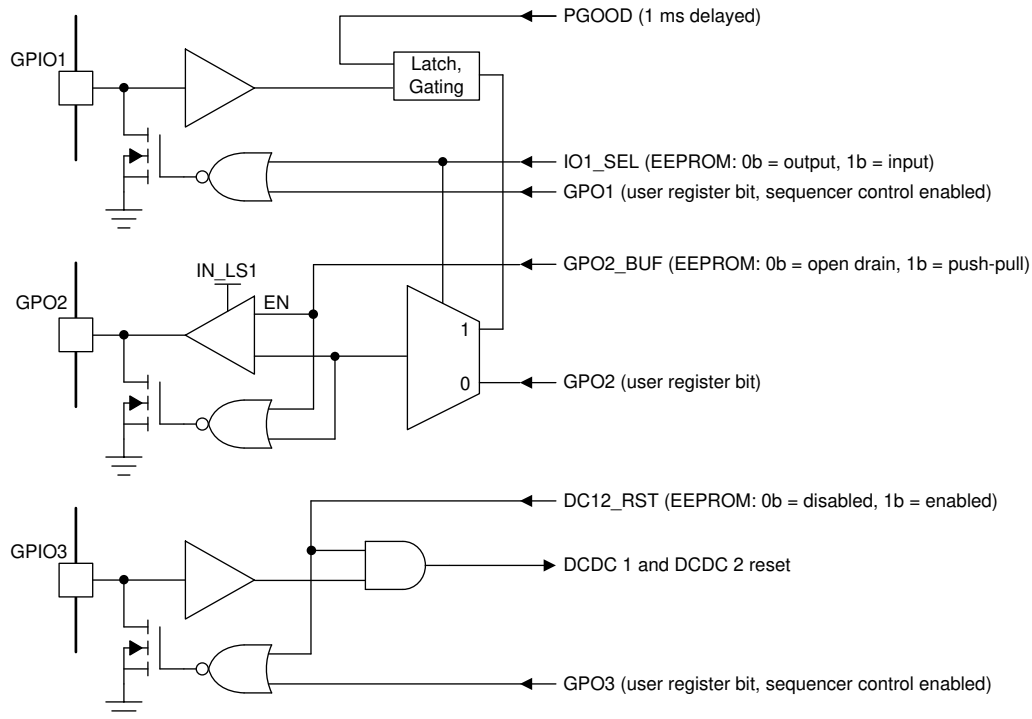 PGOOD (1 ms delayed)
GPIO1
Latch,
Gating
IO1_SEL (EEPROM: 0b = output, 1b = input)
GPO1 (user register bit, sequencer control enabled)
GPO2_BUF (EEPROM: 0b = open drain, 1b = push-pull)
IN_LS1
GPO2
EN
1
0
GPO2 (user register bit)
DC12_RST (EEPROM: 0b = disabled, 1b = enabled)
GPIO3
DCDC 1 and DCDC 2 reset
GPO3 (user register bit, sequencer control enabled)